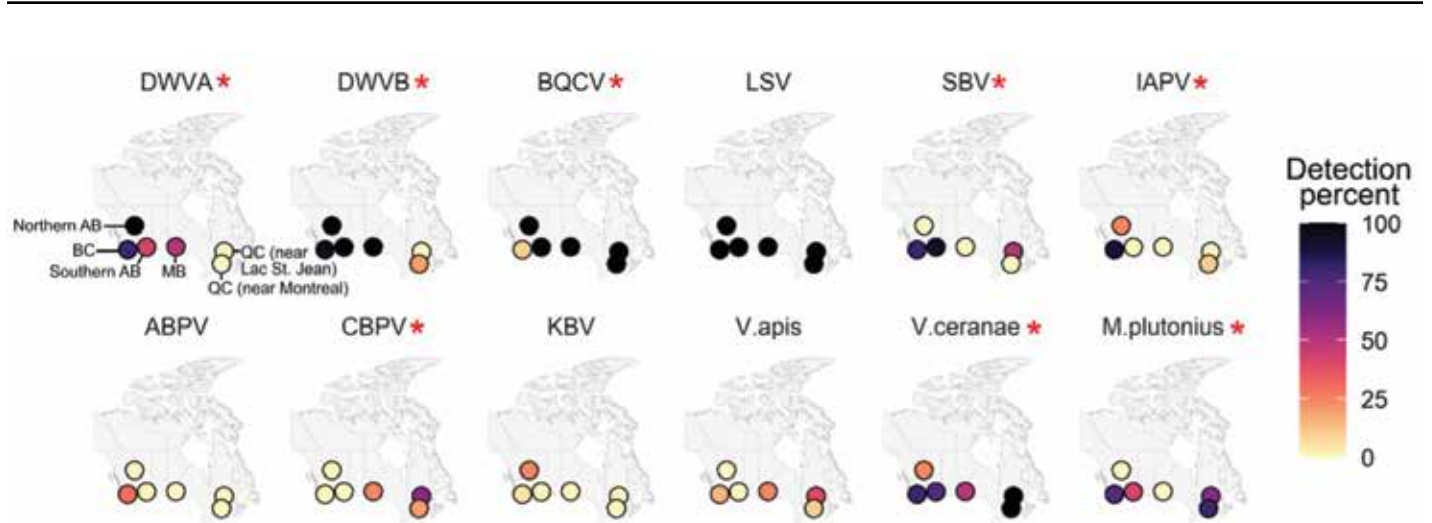 DWVA *
DWVB *
BQCV *
LSV
SBV *
IAPV *
Northern AB
BC
Southern AB
MB
QC (near
Lac St. Jean)
QC (near Montreal)
Detection
percent
100
75
50
25
0
ABPV
CBPV *
KBV
V.apis
V.ceranae *
M.plutonius *